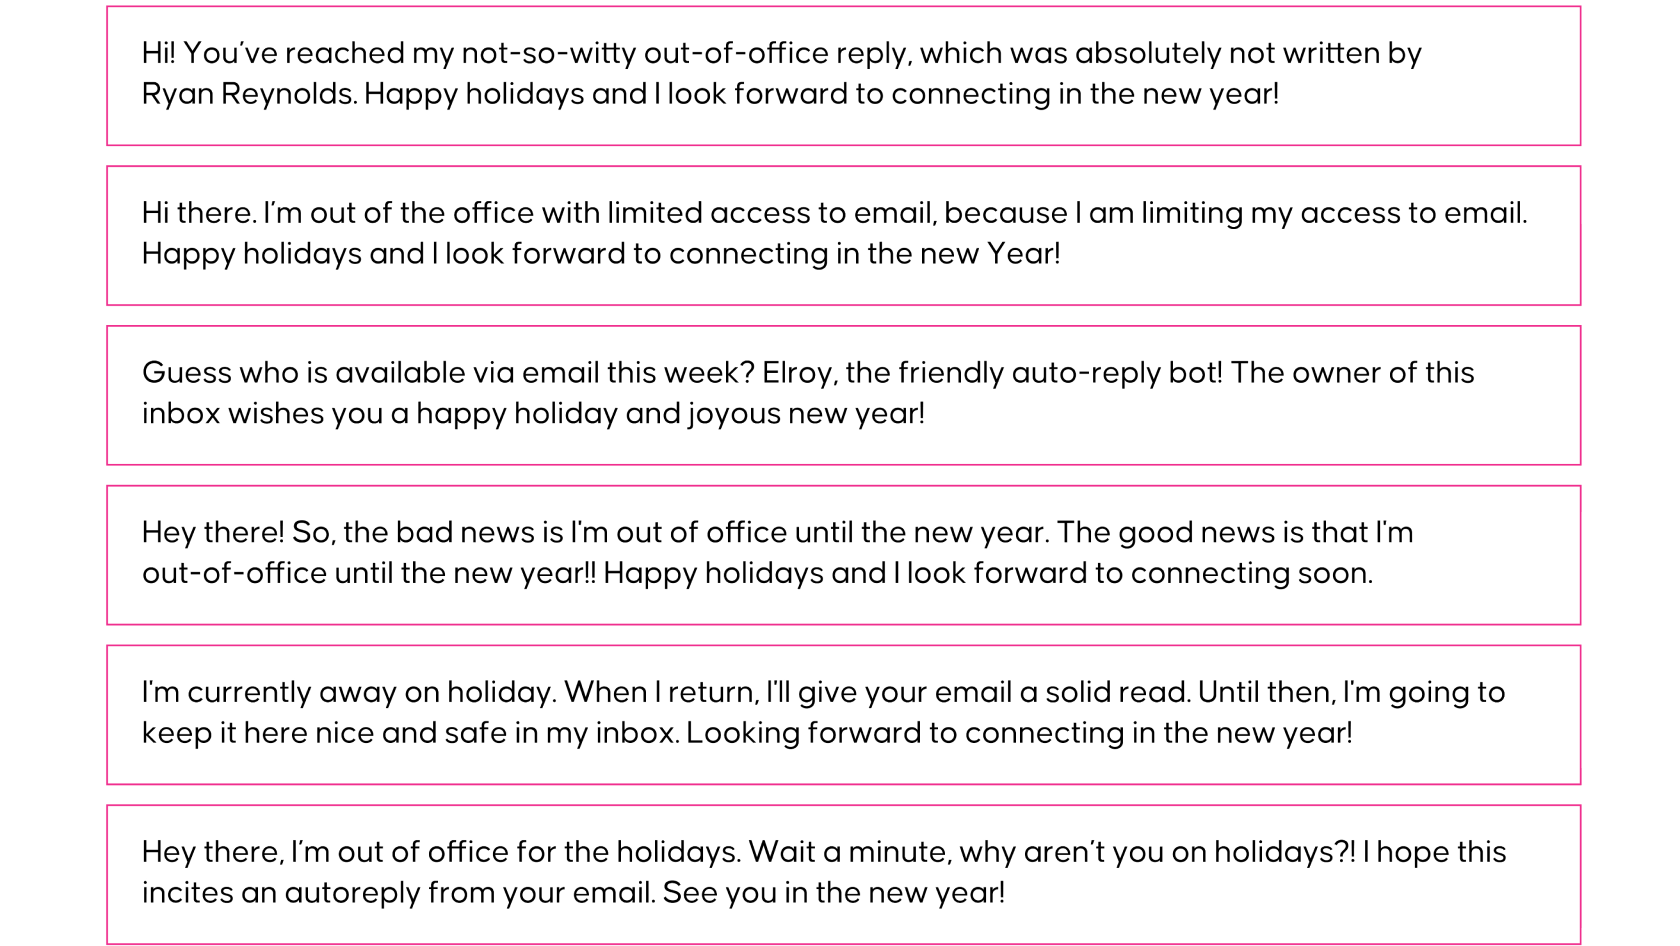 Hi! You’ve reached my not-so-witty out-of-office reply, which was absolutely not written by
Ryan Reynolds. Happy holidays and I look forward to connecting in the new year!
Hi there. I’m out of the office with limited access to email, because I am limiting my access to email.
Happy holidays and I look forward to connecting in the new Year!
Guess who is available via email this week? Elroy, the friendly auto-reply bot! The owner of this
inbox wishes you a happy holiday and joyous new year!
Hey there! So, the bad news is I'm out of office until the new year. The good news is that I'm
out-of-office until the new year!! Happy holidays and I look forward to connecting soon.
I'm currently away on holiday. When I return, I'll give your email a solid read. Until then, I'm going to
keep it here nice and safe in my inbox. Looking forward to connecting in the new year!
Hey there, I’m out of office for the holidays. Wait a minute, why aren’t you on holidays?! I hope this
incites an autoreply from your email. See you in the new year!